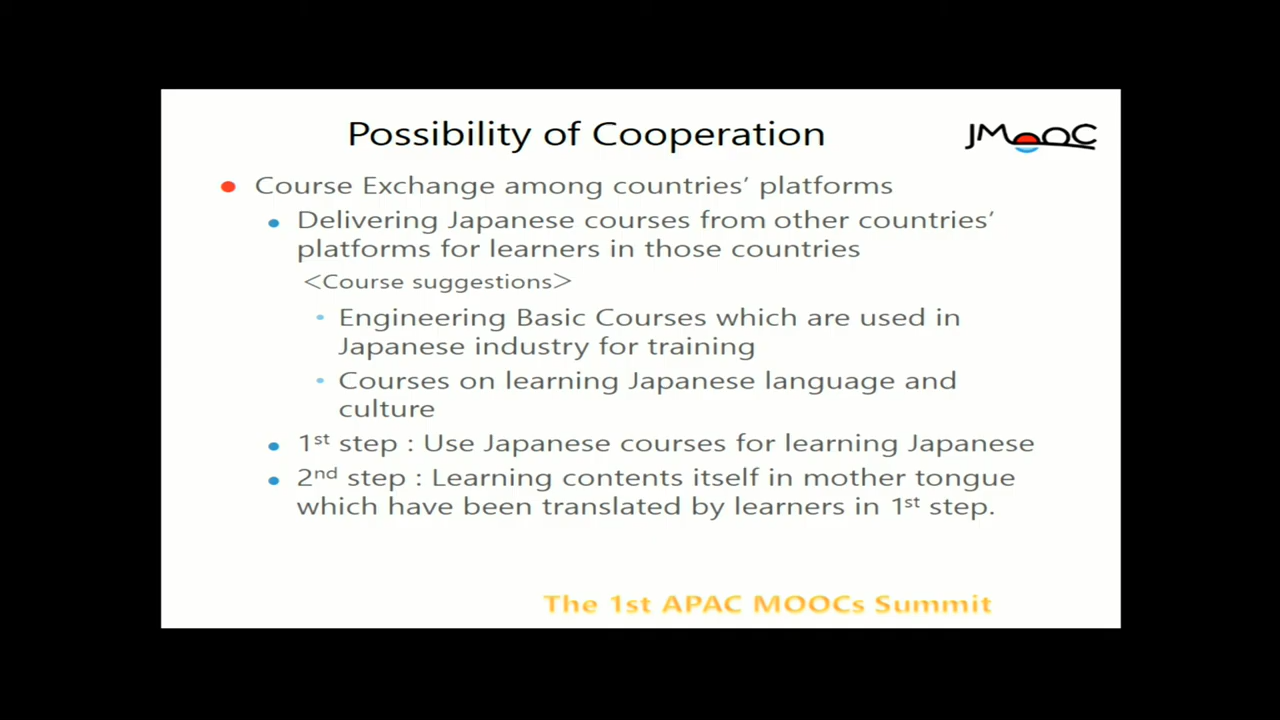 Possibility of Cooperation
JMOOC
Course Exchange among countries’ platforms
Delivering Japanese courses from other countries’
platforms for learners in those countries
<Course suggestions>
Engineering Basic Courses which are used in
Japanese industry for training
Courses on learning Japanese language and
culture
1st step : Use Japanese courses for learning Japanese
2nd step : Learning contents itself in mother tongue
which have been translated by learners in 1st step.
The 1st APAC MOOCs Summit